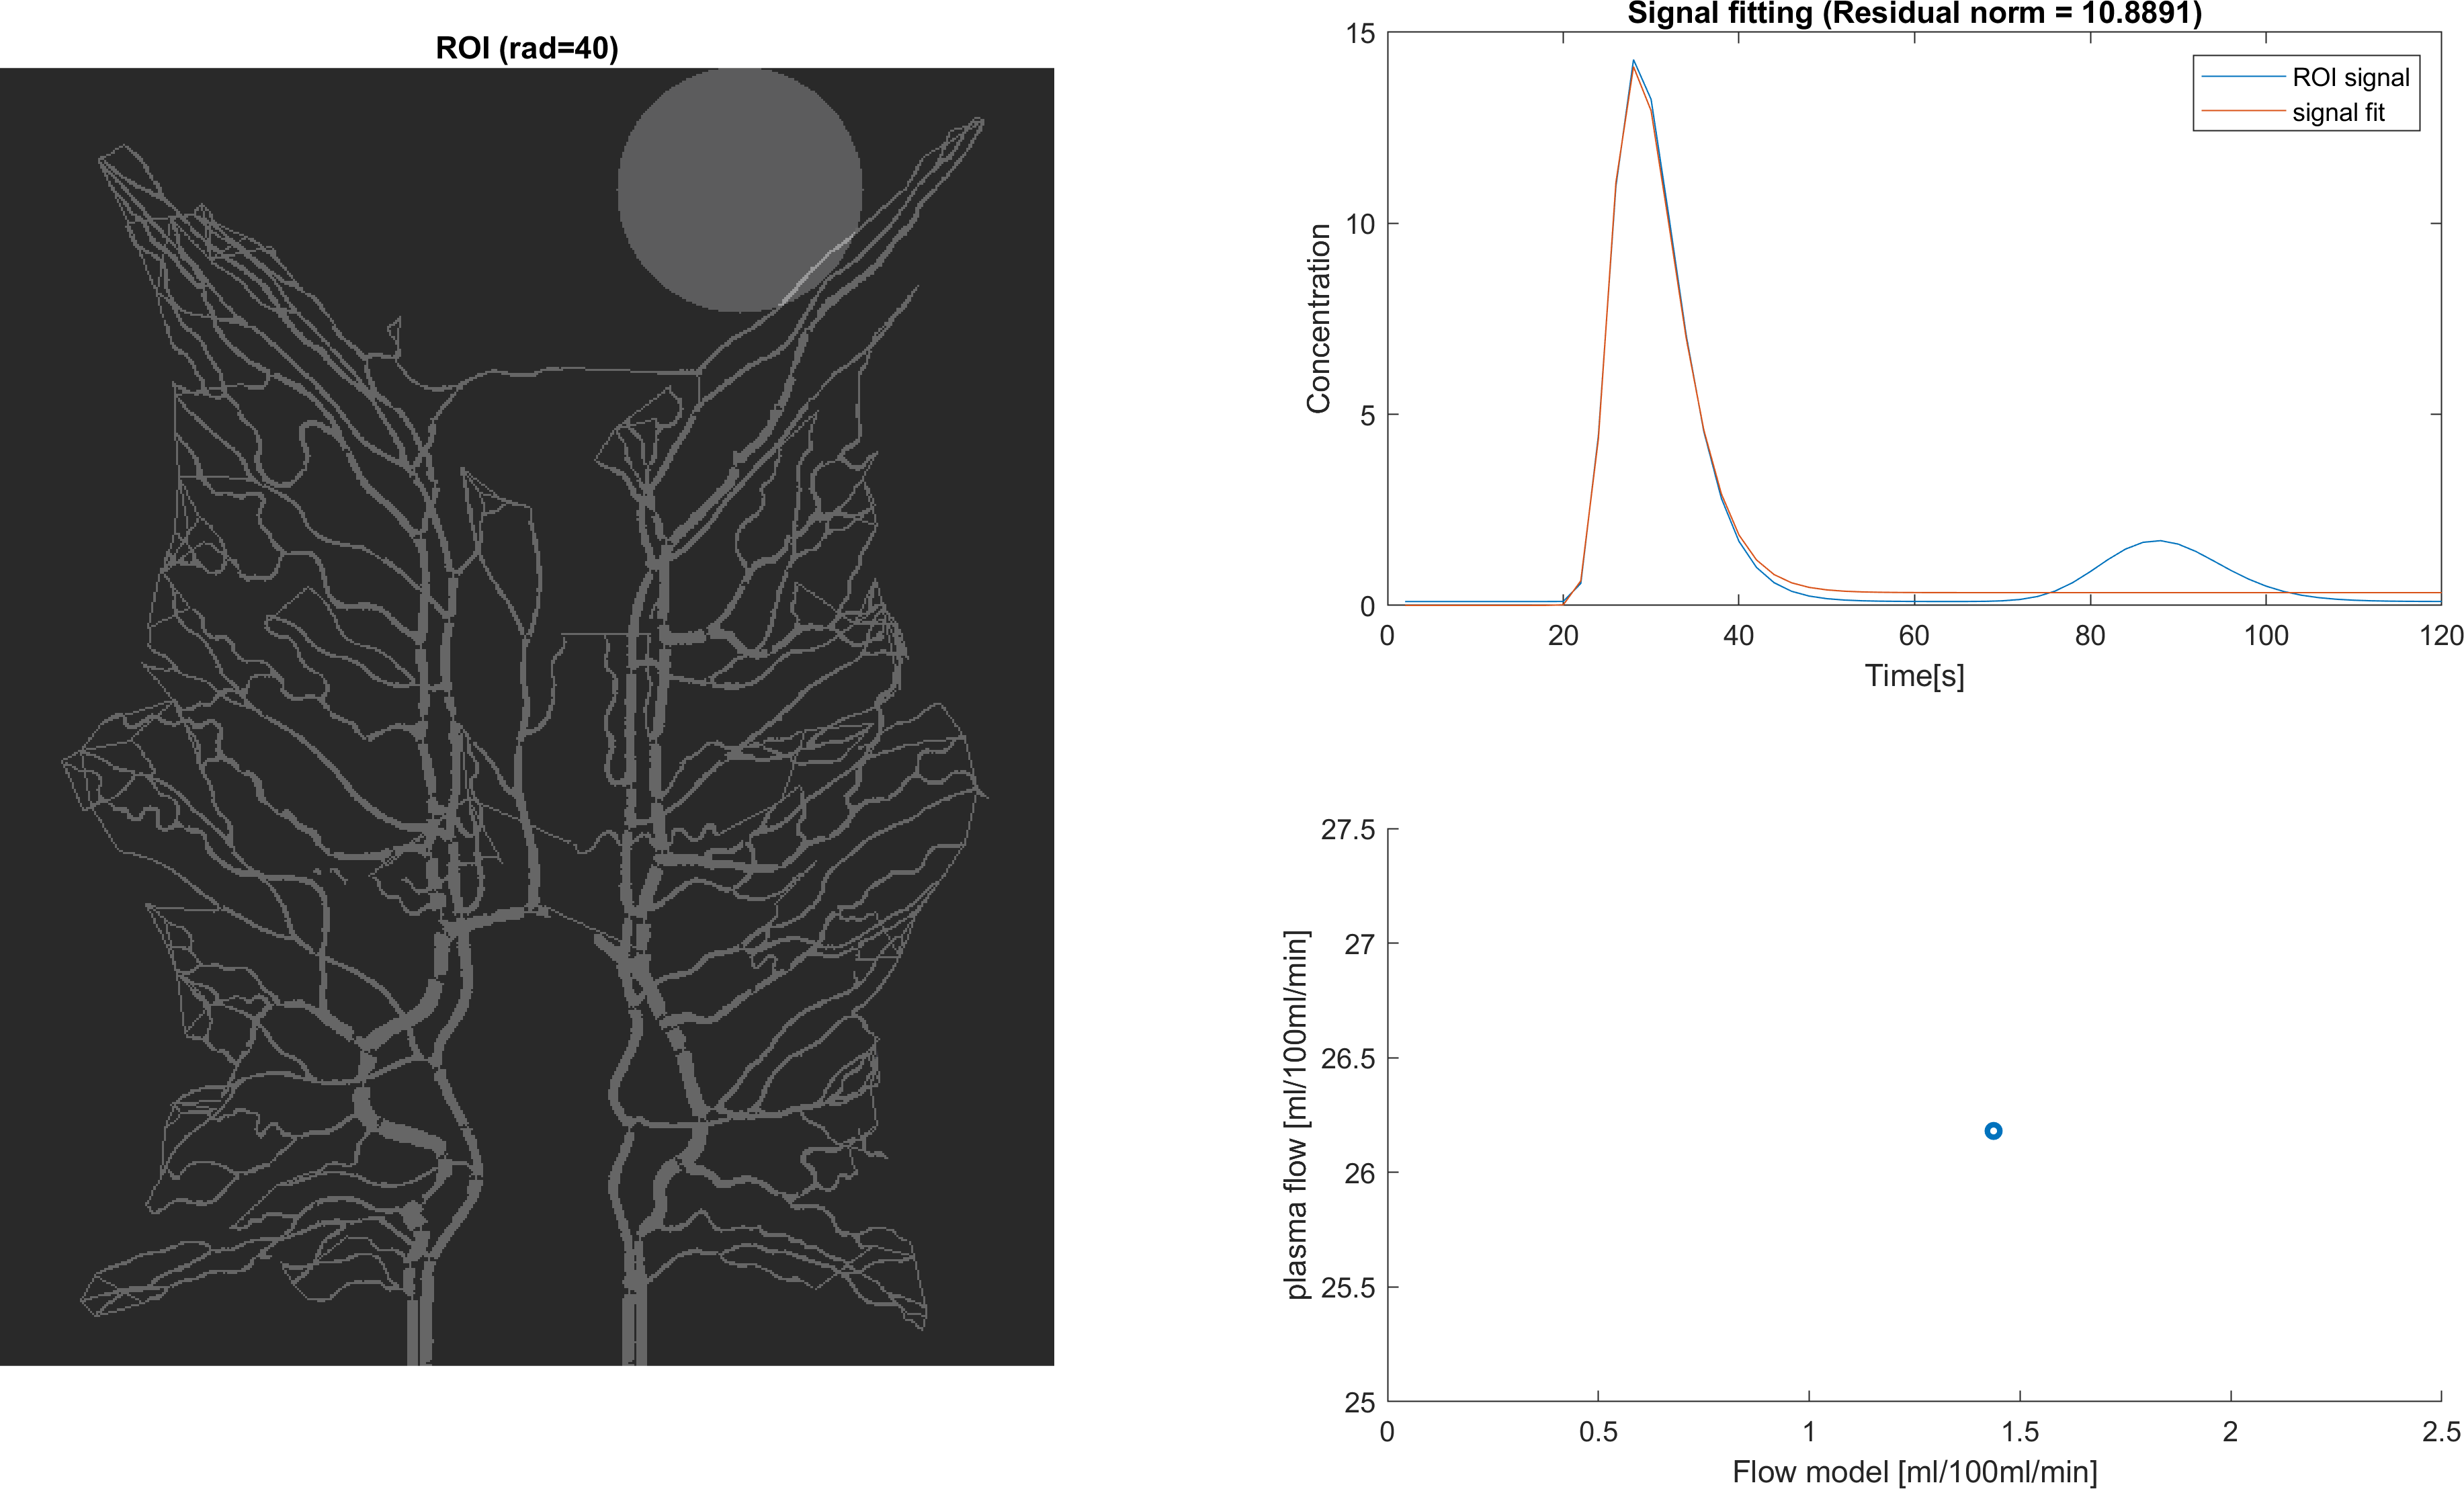 ROI (rad=40)
Signal fitting (Residual norm = 10.8891)
15
10
5
0
Concentration
ROI signal
signal fit
0 20 40 60 80 100 120
Time[s]
27.5
27
26.5
26
25.5
25
plasma flow [ml/100ml/min]
0 0.5 1 1.5 2 2.5
Flow model [ml/100ml/min]